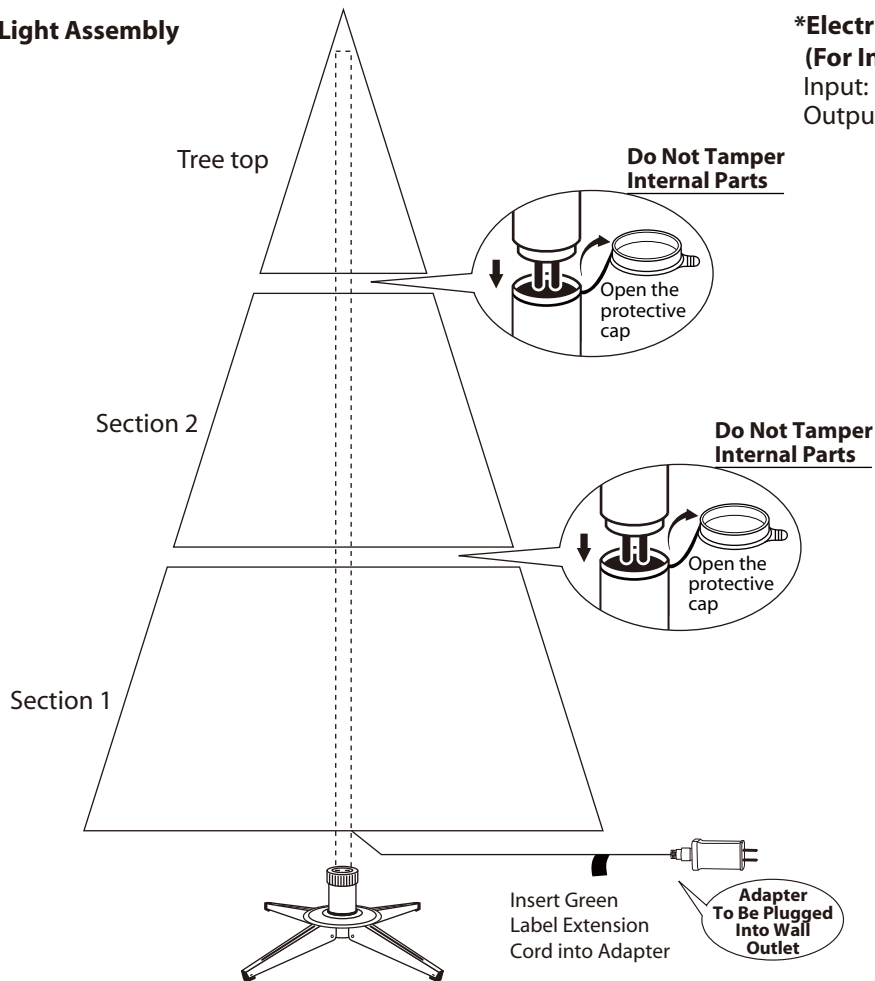 Light Assembly
*Electr
(For In
Input:
Outpu
Tree top
Do Not Tamper
Internal Parts
Open the
protective
cap
Section 2
Do Not Tamper
Internal Parts
Open the
protective
cap
Section 1
Insert Green
Label Extension
Cord into Adapter
Adapter
To Be Plugged
Into Wall
Outlet